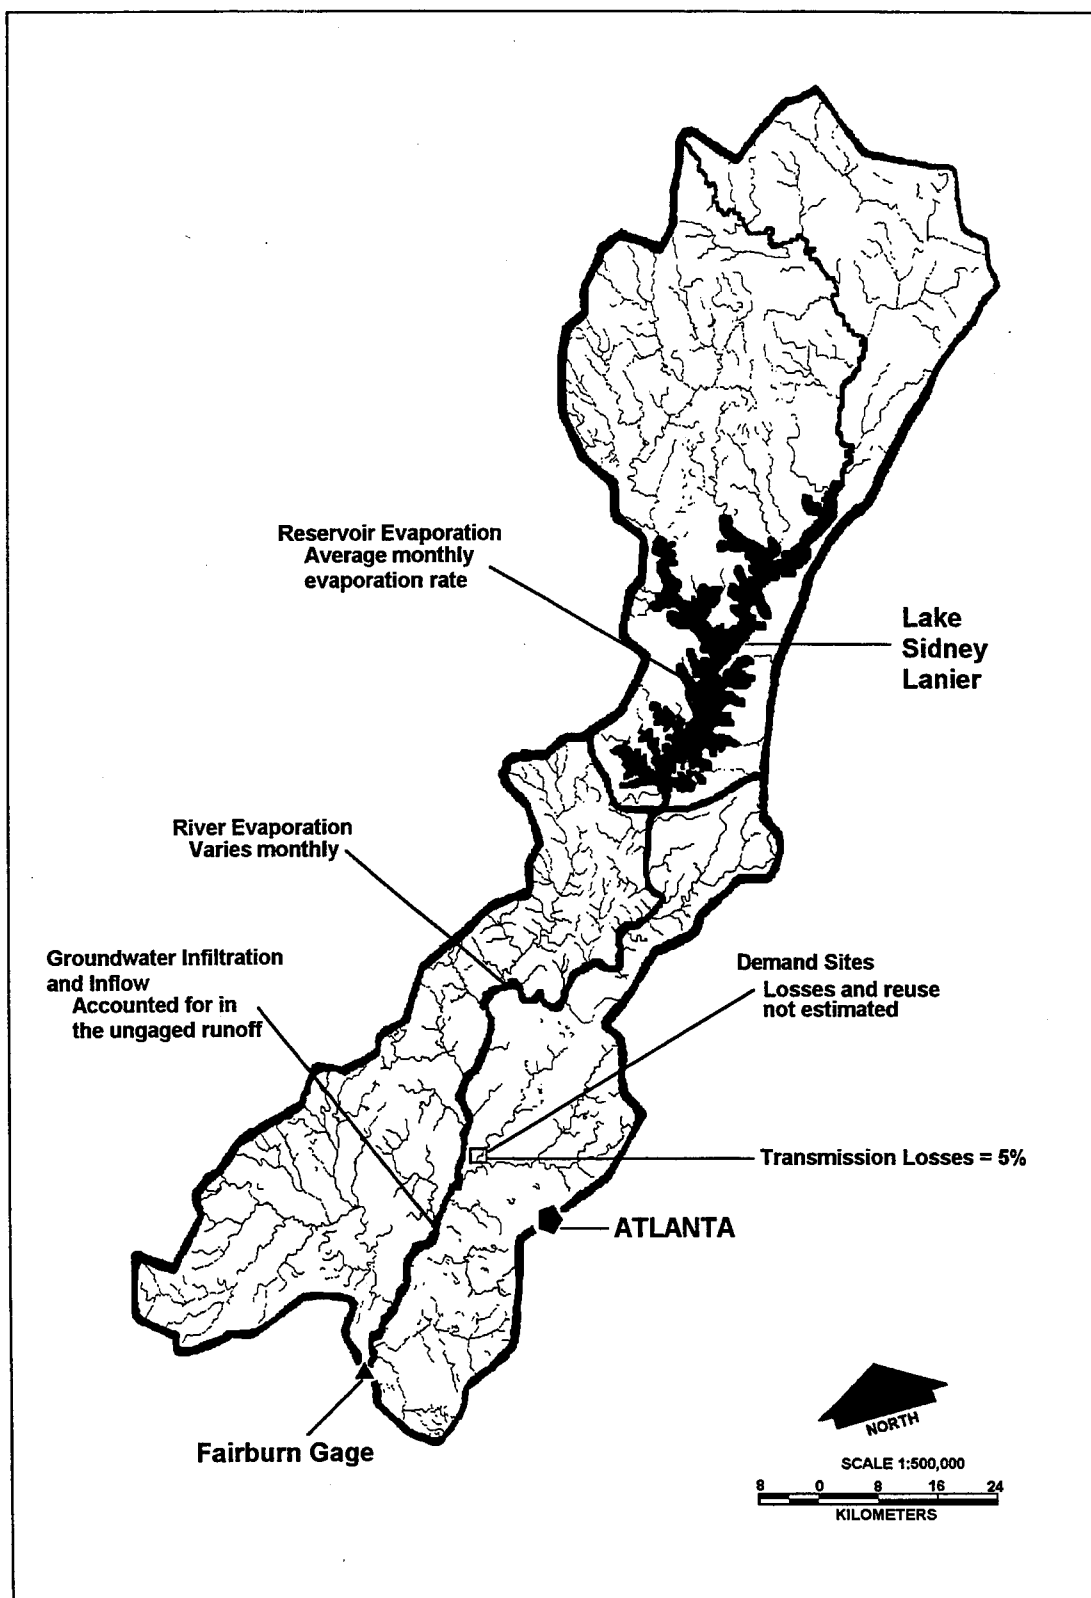 Reservoir Evaporation
Average monthly
evaporation rate
Lake
Sidney
Lanier
River Evaporation
Varies monthly
Groundwater Infiltration
and Inflow
Accounted for in
the ungaged runoff
Demand Sites
Losses and reuse
not estimated
Transmission Losses = 5%
ATLANTA
Fairburn Gage
NORTH
SCALE 1:500,000
8 0 8 16 24
KILOMETERS